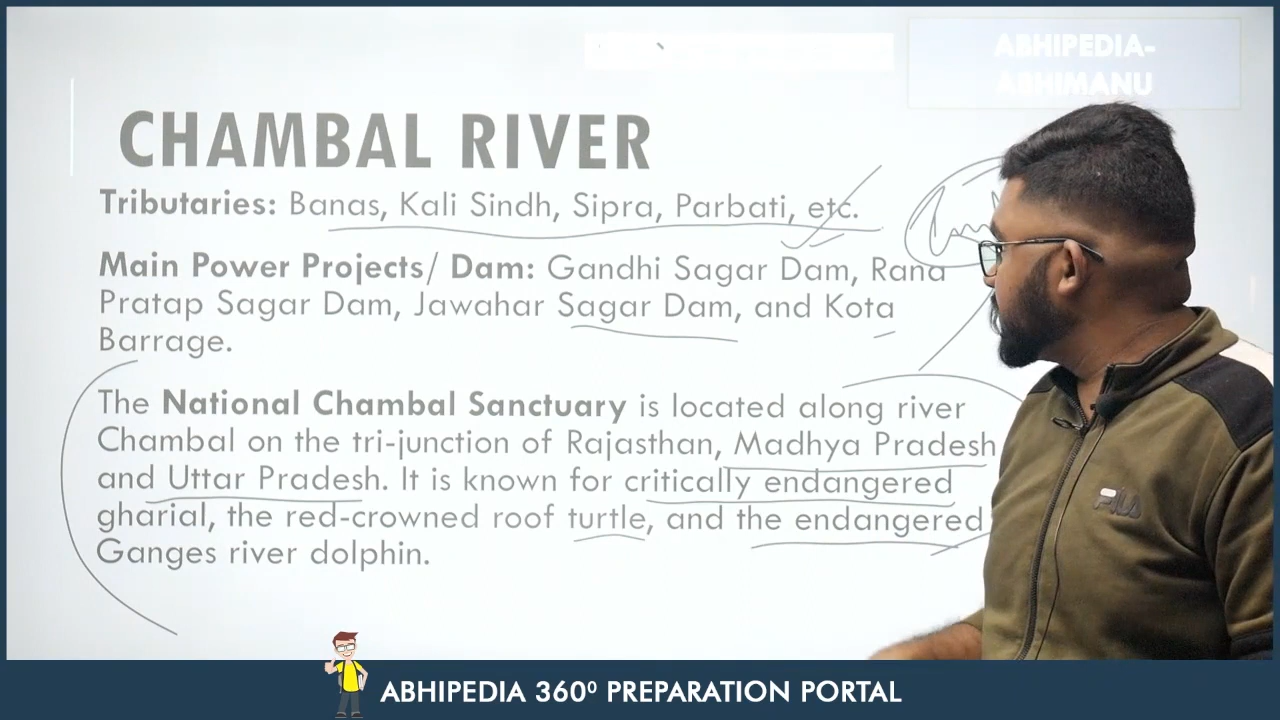 ABHIPEDIA-
ABHIMANU
CHAMBAL RIVER
Tributaries: Banas, Kali Sindh, Sipra, Parbati, etc.
Main Power Projects/ Dam: Gandhi Sagar Dam, Rana
Pratap Sagar Dam, Jawahar Sagar Dam, and Kota
Barrage.
The National Chambal Sanctuary is located along river
Chambal on the tri-junction of Rajasthan, Madhya Pradesh
and Uttar Pradesh. It is known for critically endangered
gharial, the red-crowned roof turtle, and the endangered
Ganges river dolphin.
FILA
ABHIPEDIA 360⁰ PREPARATION PORTAL